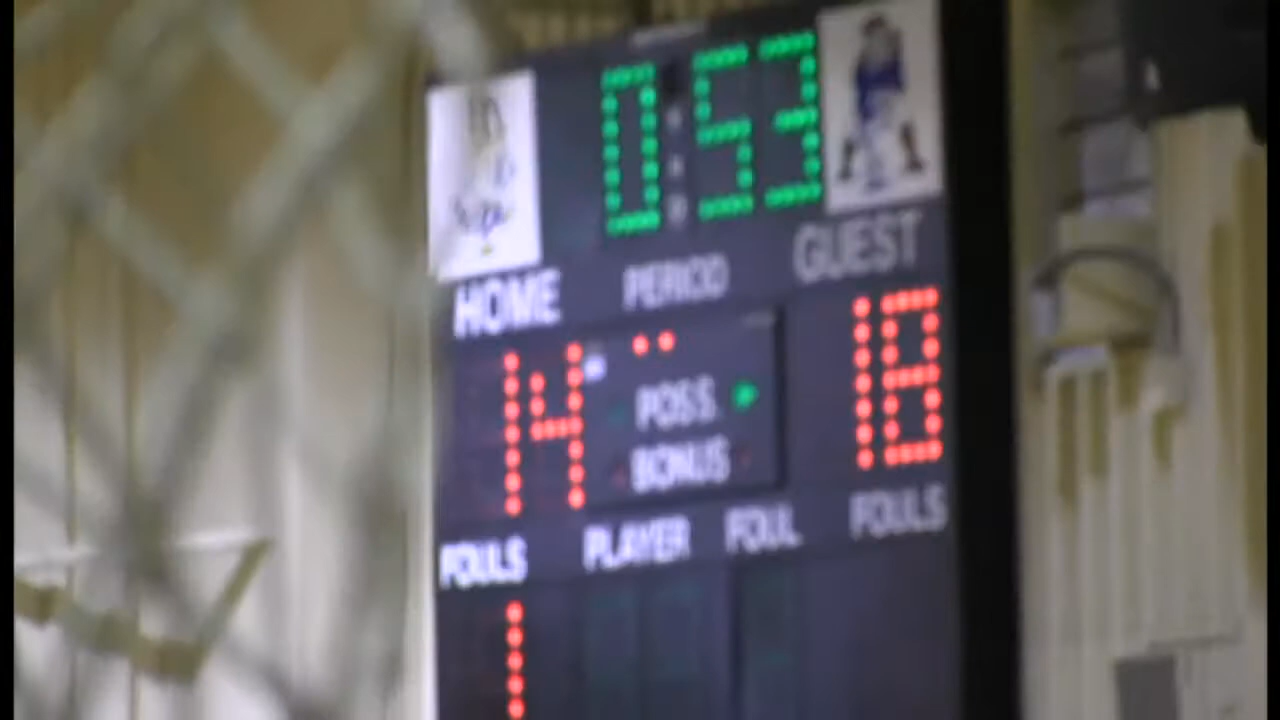 0:53
HOME PERIOD GUEST
14 18
POSS.
BONUS
FOULS PLAYER FOUL FOULS
1